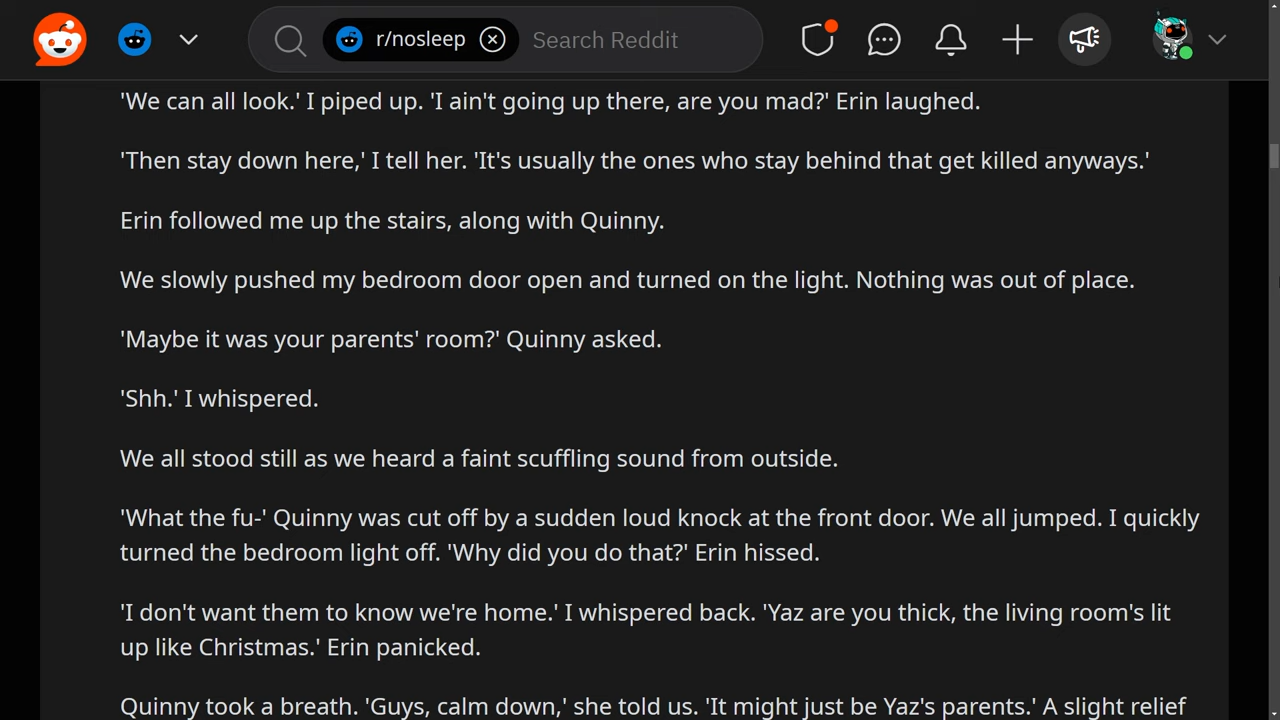 r/nosleep
Search Reddit
'We can all look.' I piped up. 'I ain't going up there, are you mad?' Erin laughed.
'Then stay down here,' I tell her. 'It's usually the ones who stay behind that get killed anyways.'
Erin followed me up the stairs, along with Quinny.
We slowly pushed my bedroom door open and turned on the light. Nothing was out of place.
'Maybe it was your parents' room?' Quinny asked.
'Shh.' I whispered.
We all stood still as we heard a faint scuffling sound from outside.
'What the fu-' Quinny was cut off by a sudden loud knock at the front door. We all jumped. I quickly
turned the bedroom light off. 'Why did you do that?' Erin hissed.
'I don't want them to know we're home.' I whispered back. 'Yaz are you thick, the living room's lit
up like Christmas.' Erin panicked.
Quinny took a breath. 'Guys, calm down,' she told us. 'It might just be Yaz's parents.' A slight relief